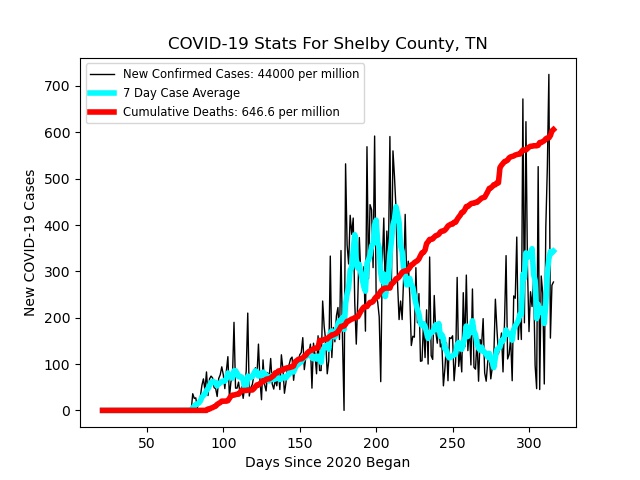 COVID-19 Stats For Shelby County, TN
New Confirmed Cases: 44000 per million
7 Day Case Average
Cumulative Deaths: 646.6 per million
New COVID-19 Cases
700
600
500
400
300
200
100
0
50 100 150 200 250 300
Days Since 2020 Began